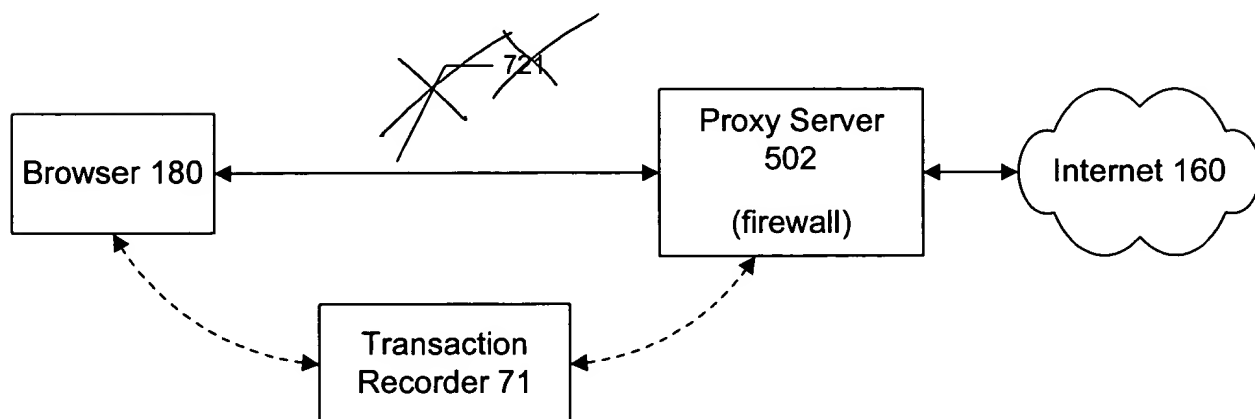 721
Browser 180
Proxy Server
502
(firewall)
Internet 160
Transaction
Recorder 71